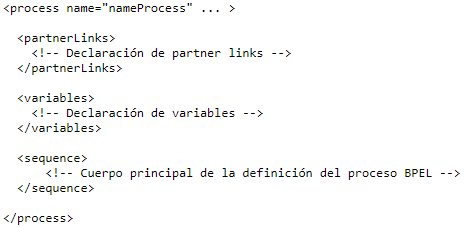 <process name="nameProcess" ... >
<partnerLinks>
<!-- Declaración de partner links -->
</partnerLinks>
<variables>
<!-- Declaración de variables -->
</variables>
<sequence>
<!-- Cuerpo principal de la definición del proceso BPEL -->
</sequence>
</process>